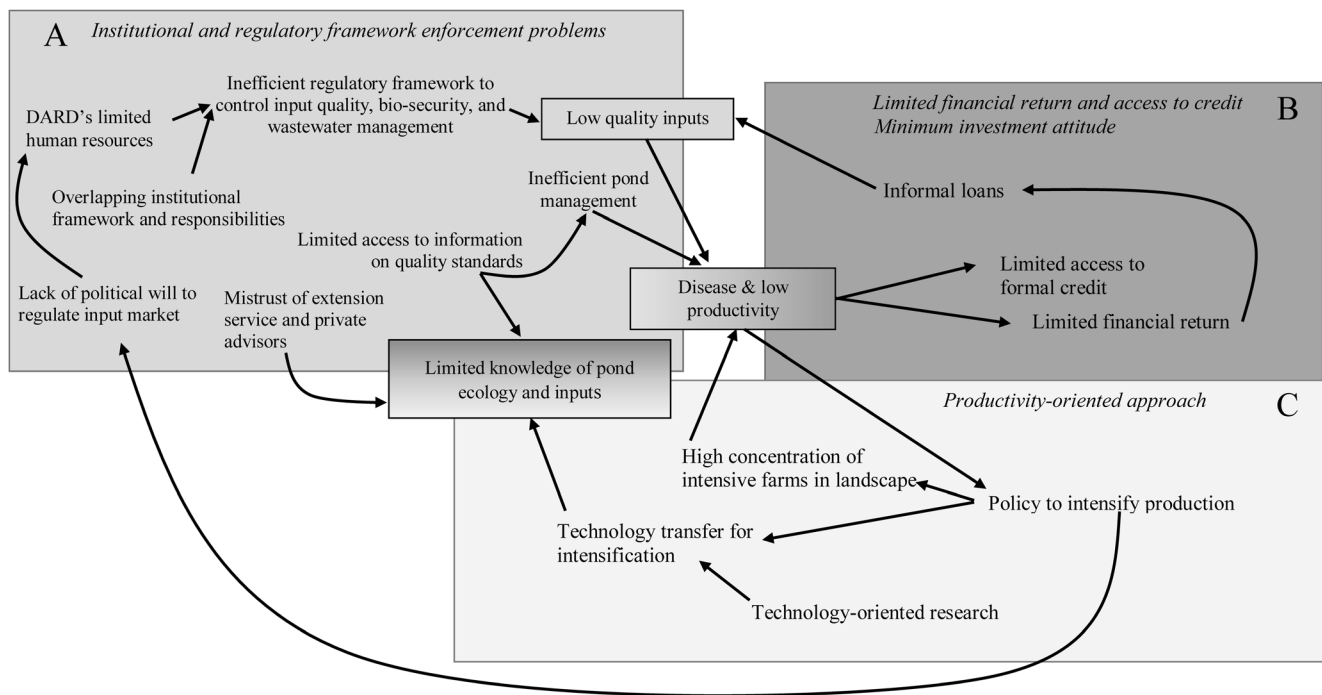 A
Institutional and regulatory framework enforcement problems
Inefficient regulatory framework to
control input quality, bio-security, and
wastewater management
DARD's limited
human resources
Low quality inputs
Overlapping institutional
framework and responsibilities
Inefficient pond
management
Limited access to information
on quality standards
Lack of political will to
regulate input market
Mistrust of extension
service and private
advisors
Limited knowledge of pond
ecology and inputs
Disease & low
productivity
Limited financial return and access to credit
Minimum investment attitude
B
Informal loans
Limited access to
formal credit
Limited financial return
Productivity-oriented approach
C
High concentration of
intensive farms in landscape
Policy to intensify production
Technology transfer for
intensification
Technology-oriented research